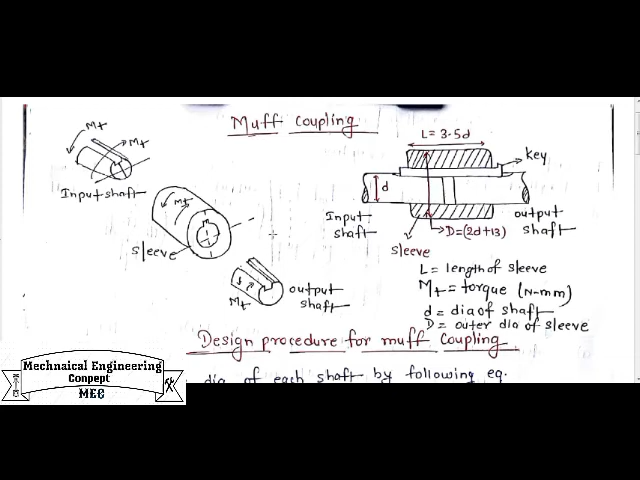 Muff coupling
Mt
Mt
Input shaft
Mt
sleeve
Mt
output
shaft
L = 3.5d
key
d
Input
shaft
output
shaft
D=(2d+13)
sleeve
L = length of sleeve
Mt = torque (N-mm)
d = dia of shaft
D = outer dia of sleeve
Design procedure for muff Coupling
dia of each shaft by following eq.
Mechnaical Engineering
Conpept
MEC